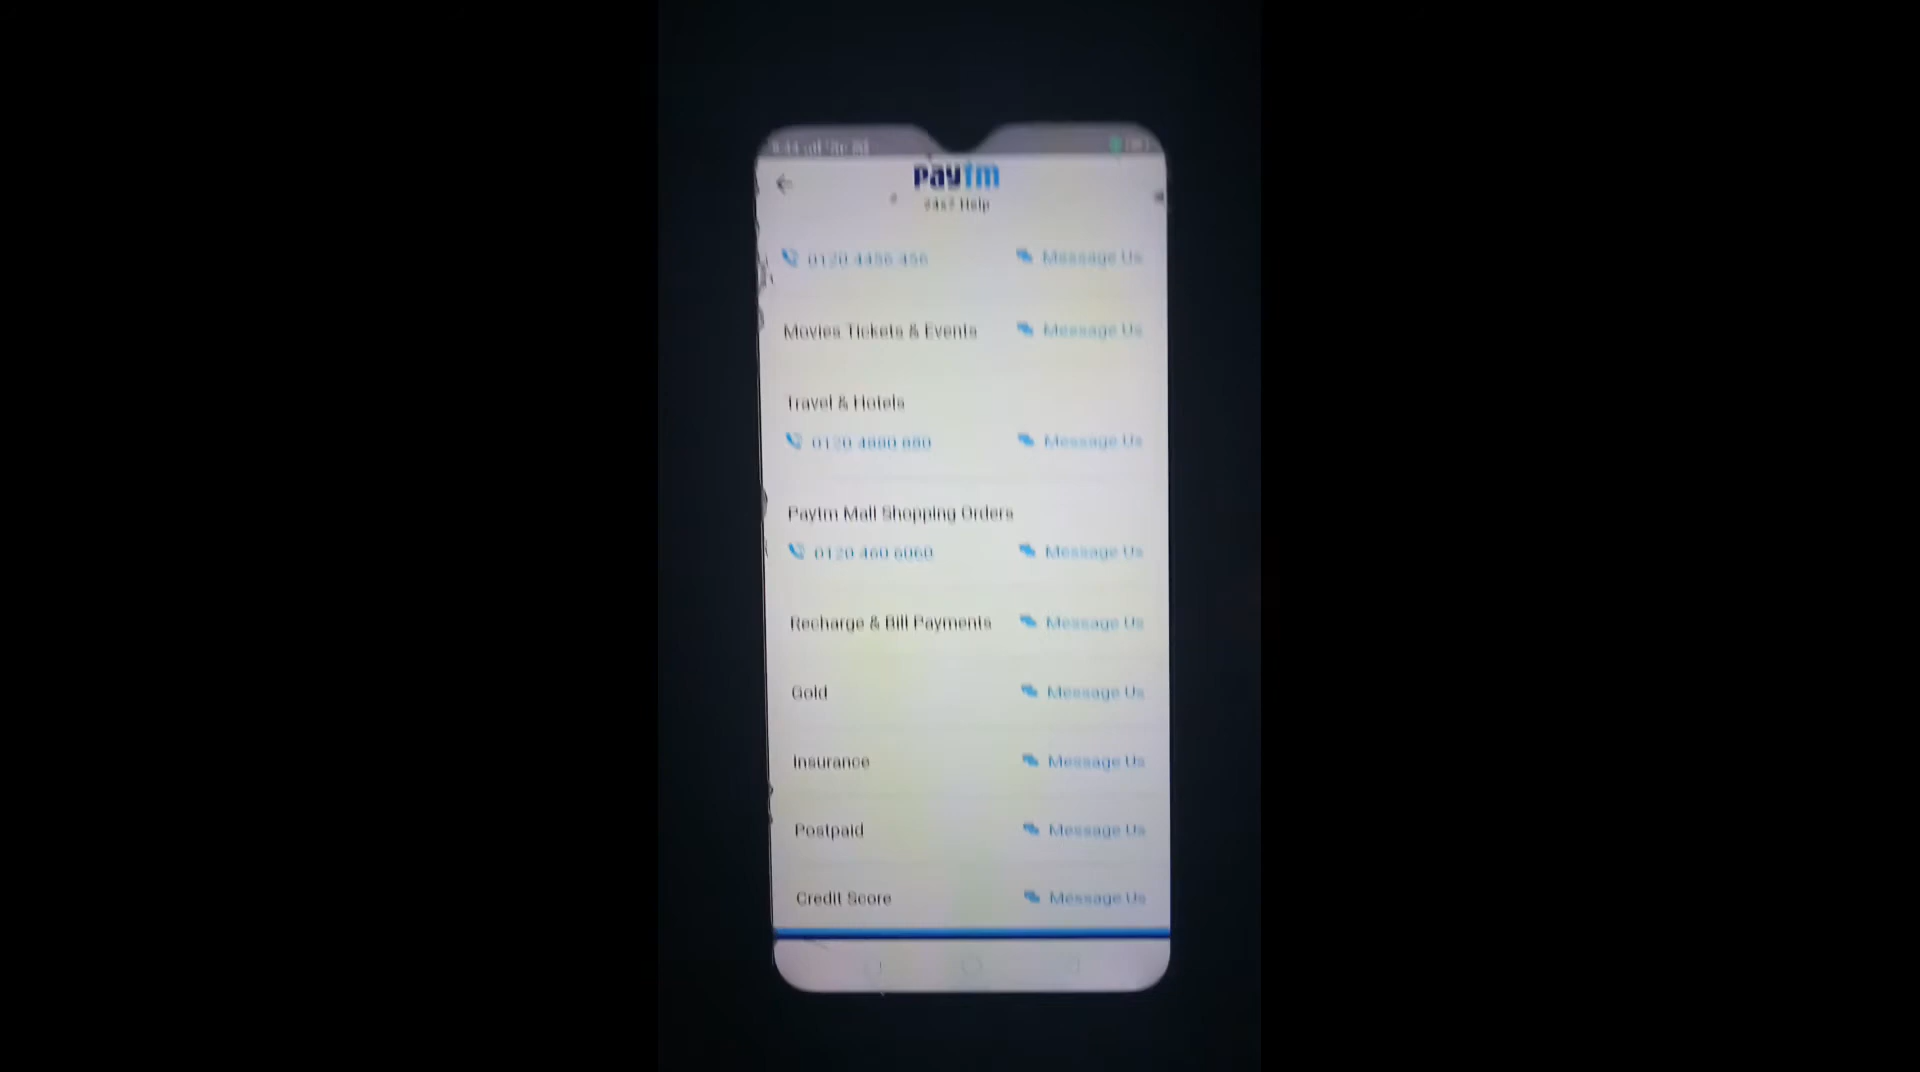 paytm
24x7 Help
0120 4456 456 Message Us
Movies Tickets & Events Message Us
Travel & Hotels
0120 4880 880 Message Us
Paytm Mall Shopping Orders
0120 460 6060 Message Us
Recharge & Bill Payments Message Us
Gold Message Us
Insurance Message Us
Postpaid Message Us
Credit Score Message Us